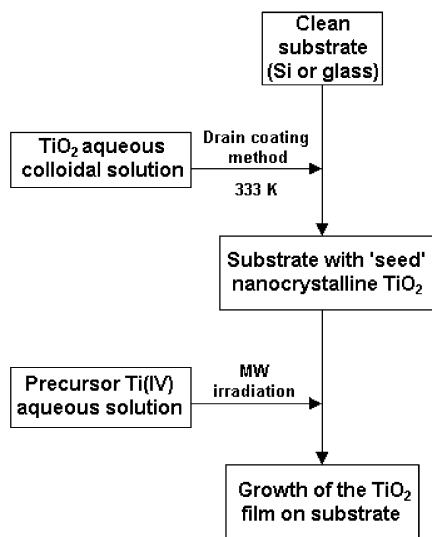 Clean
substrate
(Si or glass)
TiO₂ aqueous
colloidal solution
Drain coating
method
333 K
Substrate with 'seed'
nanocrystalline TiO₂
Precursor Ti(IV)
aqueous solution
MW
irradiation
Growth of the TiO₂
film on substrate